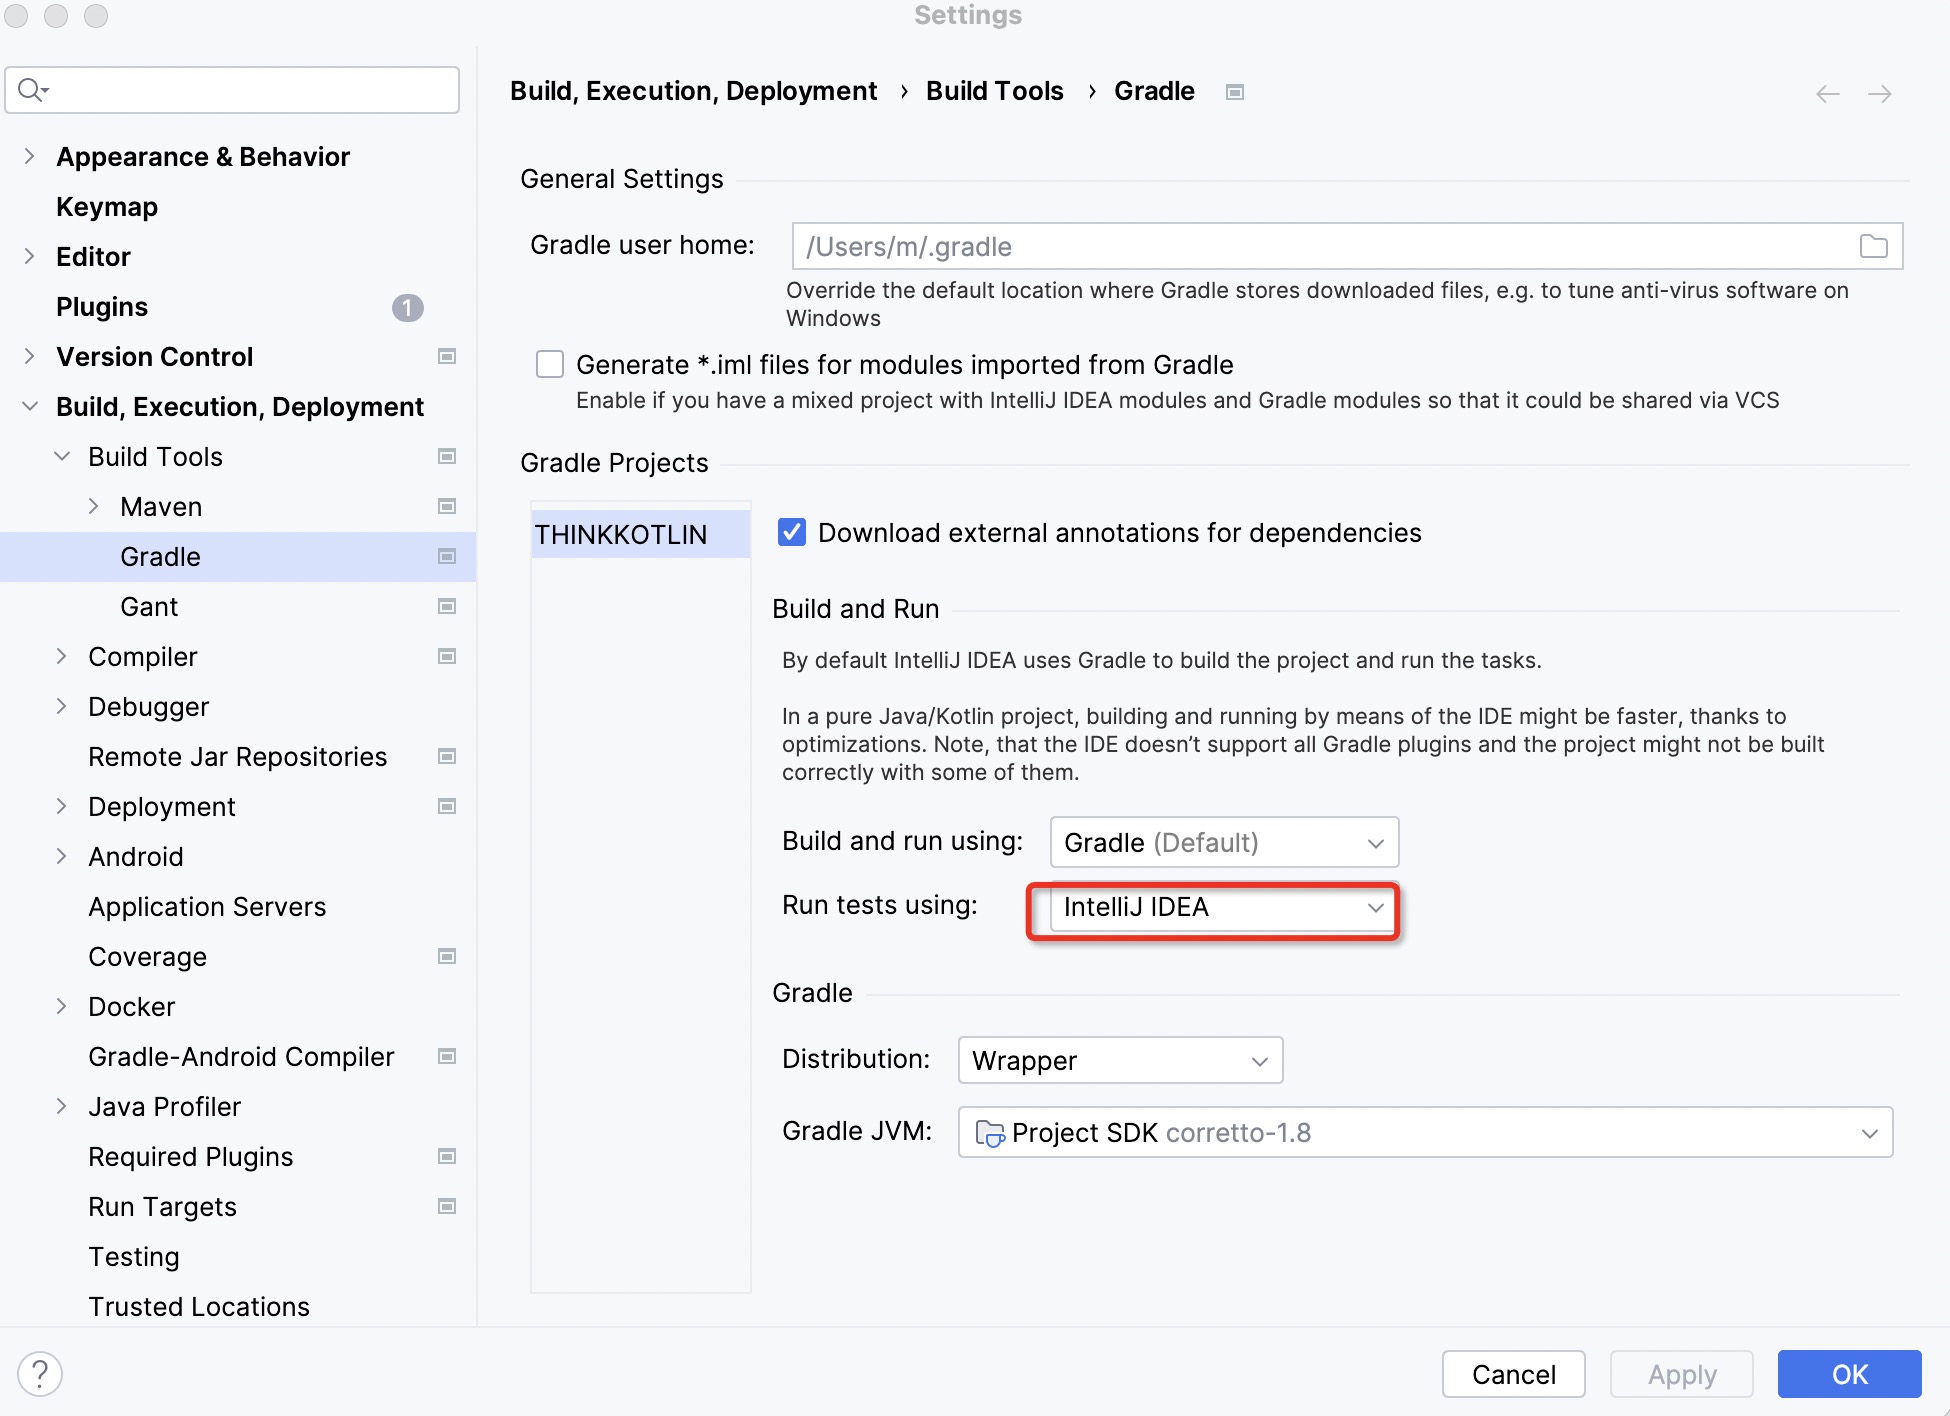 Settings
Appearance & Behavior
Keymap
Editor
Plugins
1
Version Control
Build, Execution, Deployment
Build Tools
Maven
Gradle
Gant
Compiler
Debugger
Remote Jar Repositories
Deployment
Android
Application Servers
Coverage
Docker
Gradle-Android Compiler
Java Profiler
Required Plugins
Run Targets
Testing
Trusted Locations
Build, Execution, Deployment › Build Tools › Gradle
General Settings
Gradle user home: /Users/m/.gradle
Override the default location where Gradle stores downloaded files, e.g. to tune anti-virus software on
Windows
Generate *.iml files for modules imported from Gradle
Enable if you have a mixed project with IntelliJ IDEA modules and Gradle modules so that it could be shared via VCS
Gradle Projects
THINKKOTLIN
Download external annotations for dependencies
Build and Run
By default IntelliJ IDEA uses Gradle to build the project and run the tasks.
In a pure Java/Kotlin project, building and running by means of the IDE might be faster, thanks to
optimizations. Note, that the IDE doesn’t support all Gradle plugins and the project might not be built
correctly with some of them.
Build and run using: Gradle (Default)
Run tests using: IntelliJ IDEA
Gradle
Distribution: Wrapper
Gradle JVM: Project SDK corretto-1.8
?
Cancel
Apply
OK